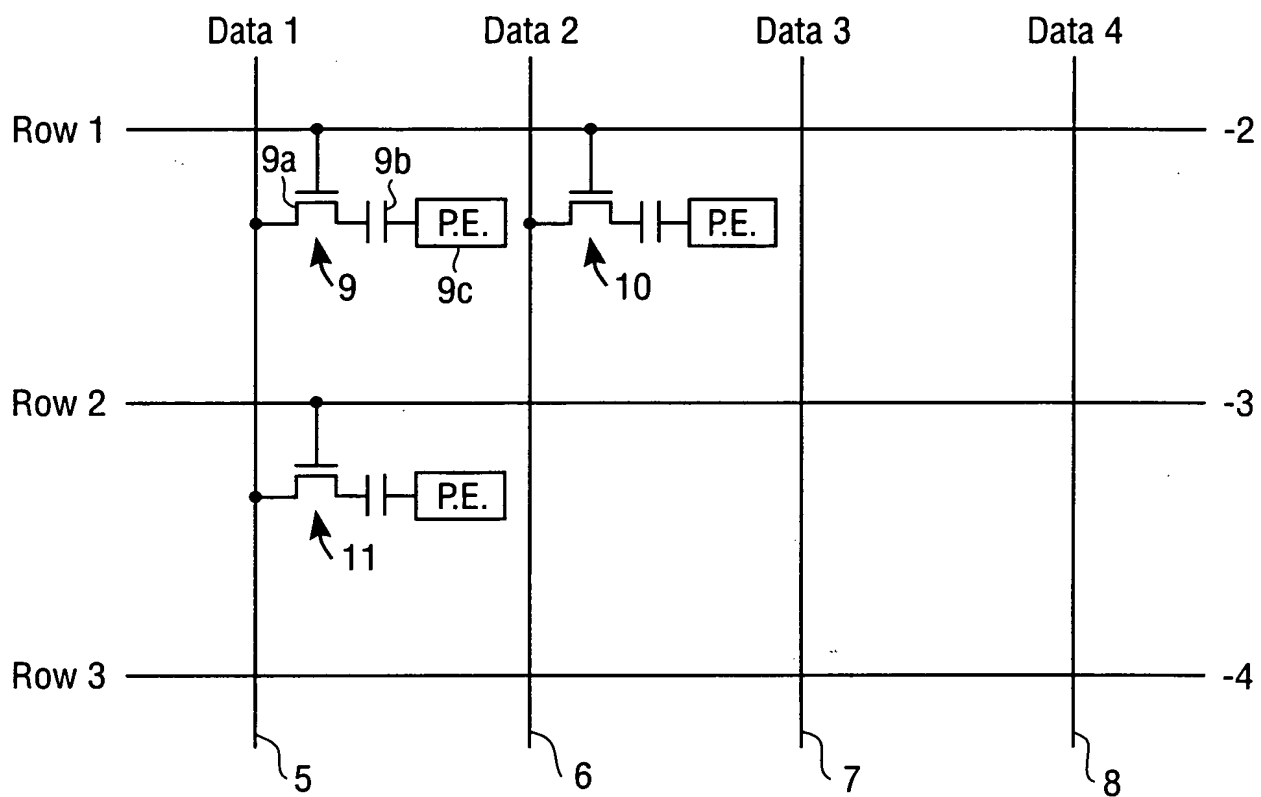 Data 1 Data 2 Data 3 Data 4
Row 1 -2
9a 9b
P.E. P.E.
9 9c 10
Row 2 -3
P.E.
11
Row 3 -4
5 6 7 8